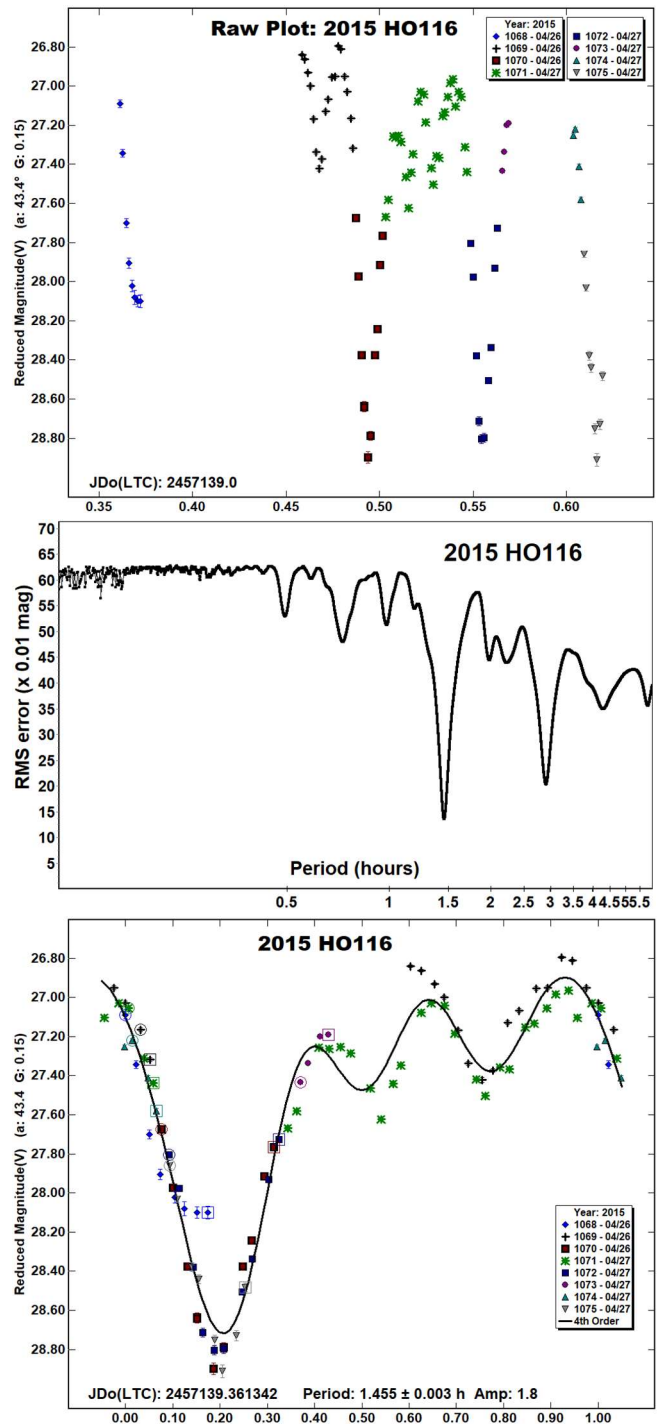 Raw Plot: 2015 HO116
Year: 2015
1068 - 04/26
1069 - 04/26
1070 - 04/26
1071 - 04/27
1072 - 04/27
1073 - 04/27
1074 - 04/27
1075 - 04/27
Reduced Magnitude(V) (a: 43.4° G: 0.15)
26.80
27.00
27.20
27.40
27.60
27.80
28.00
28.20
28.40
28.60
28.80
JDo(LTC): 2457139.0
0.35 0.40 0.45 0.50 0.55 0.60
2015 HO116
RMS error (x 0.01 mag)
70
65
60
55
50
45
40
35
30
25
20
15
10
5
Period (hours)
0.5 1 1.5 2 2.5 3 3.5 4 4.5 5 5.5
2015 HO116
Reduced Magnitude(V) (a: 43.4 G: 0.15)
26.80
27.00
27.20
27.40
27.60
27.80
28.00
28.20
28.40
28.60
28.80
Year: 2015
1068 - 04/26
1069 - 04/26
1070 - 04/26
1071 - 04/27
1072 - 04/27
1073 - 04/27
1074 - 04/27
1075 - 04/27
4th Order
JDo(LTC): 2457139.361342 Period: 1.455 ± 0.003 h Amp: 1.8
0.00 0.10 0.20 0.30 0.40 0.50 0.60 0.70 0.80 0.90 1.00